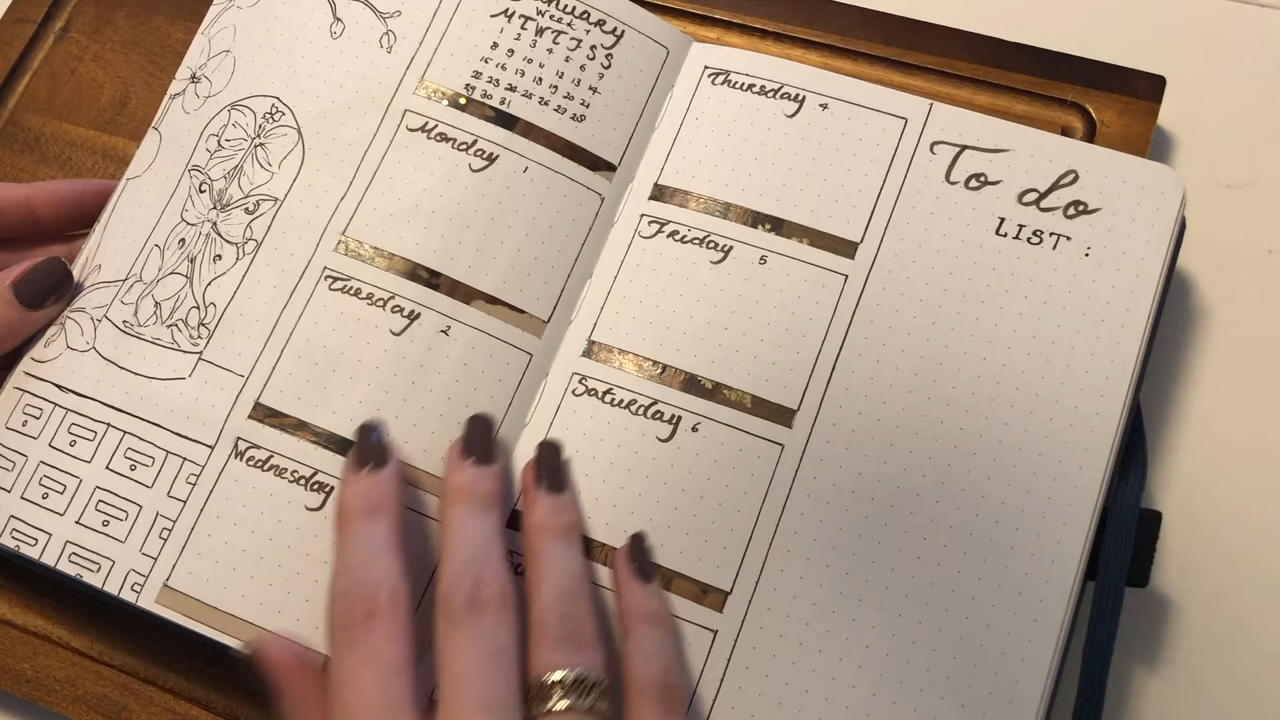 January
Week 1
M T W T F S S
1 2 3 4 5 6 7
8 9 10 11 12 13 14
15 16 17 18 19 20 21
22 23 24 25 26 27 28
29 30 31
Monday 1
Tuesday 2
Wednesday
Thursday 4
Friday 5
Saturday 6
To do
LIST :